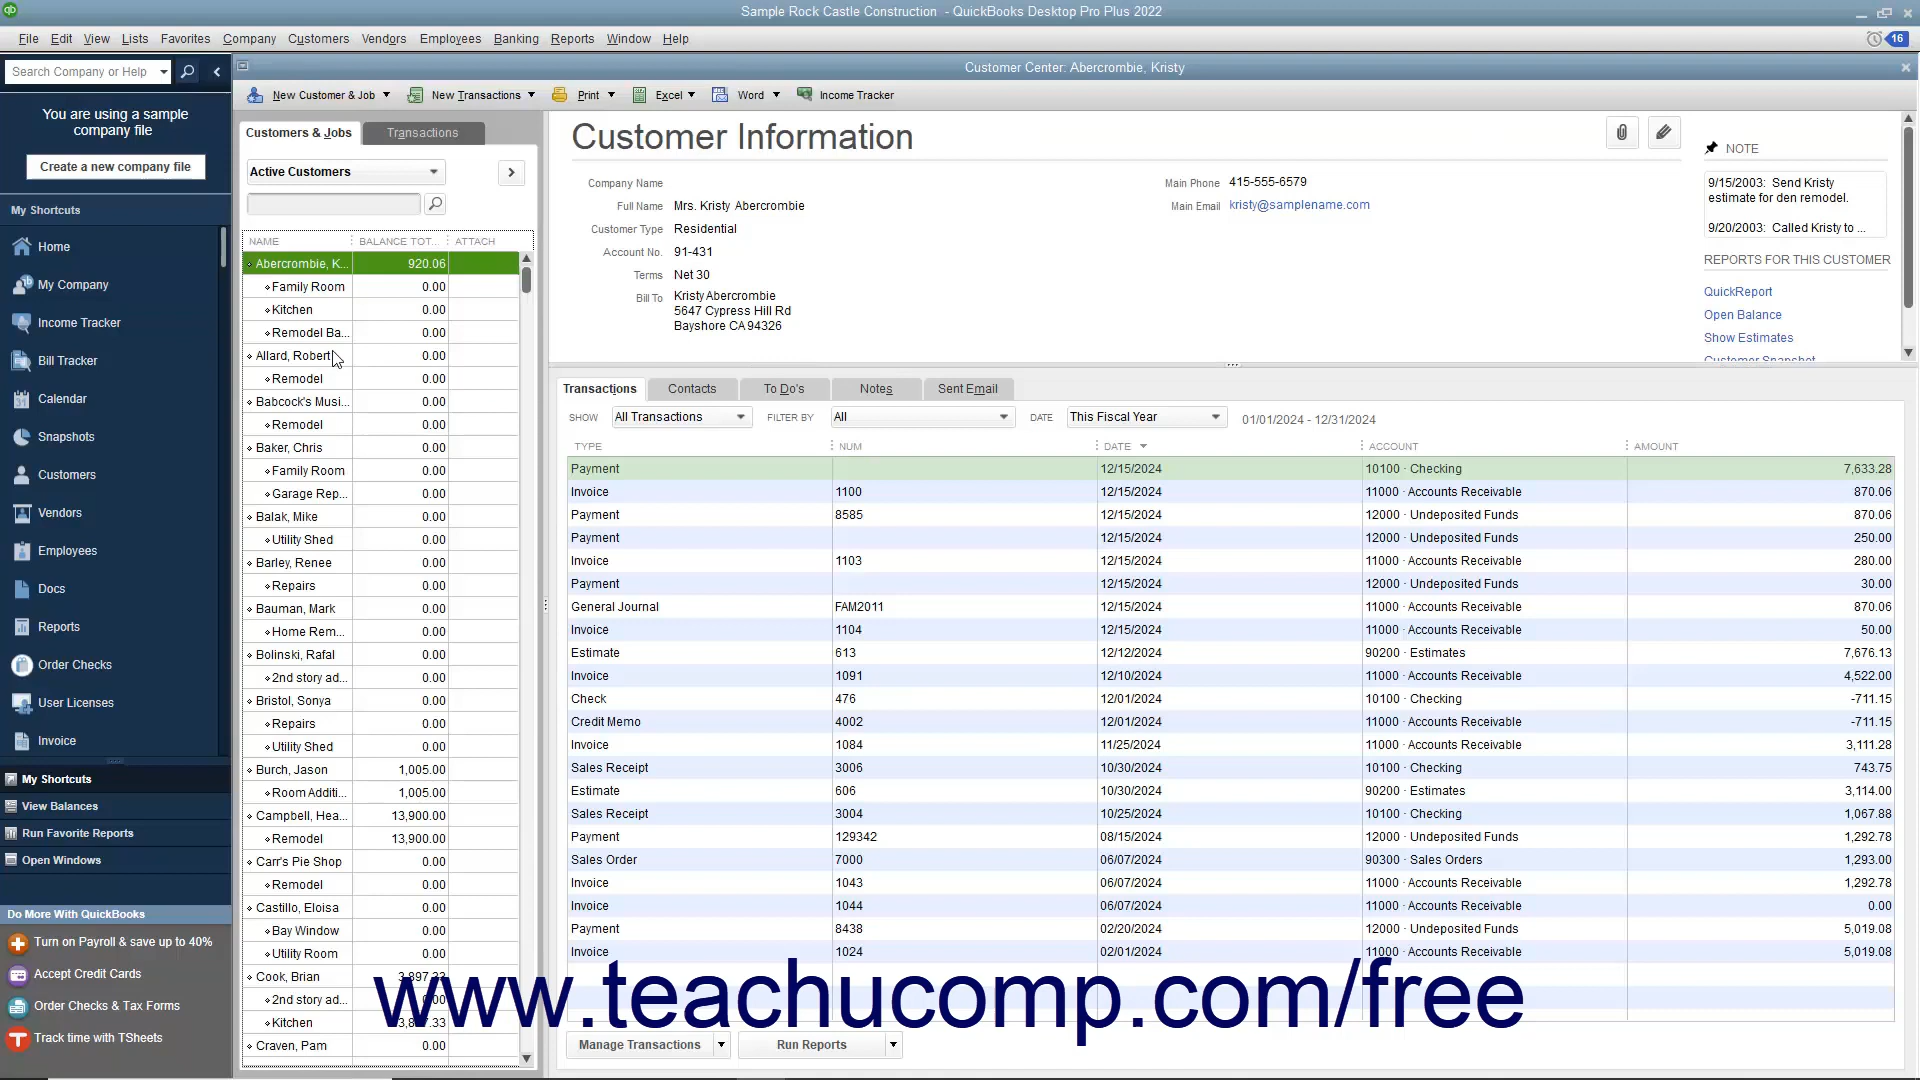 Sample Rock Castle Construction - QuickBooks Desktop Pro Plus 2022
File Edit View Lists Favorites Company Customers Vendors Employees Banking Reports Window Help
16
Search Company or Help
Customer Center: Abercrombie, Kristy
You are using a sample
company file
Create a new company file
My Shortcuts
Home
My Company
Income Tracker
Bill Tracker
Calendar
Snapshots
Customers
Vendors
Employees
Docs
Reports
Order Checks
User Licenses
Invoice
My Shortcuts
View Balances
Run Favorite Reports
Open Windows
Do More With QuickBooks
Turn on Payroll & save up to 40%
Accept Credit Cards
Order Checks & Tax Forms
Track time with TSheets
New Customer & Job New Transactions Print Excel Word Income Tracker
Customers & Jobs Transactions
Active Customers
NAME BALANCE TOT... ATTACH
Abercrombie, K... 920.06
Family Room 0.00
Kitchen 0.00
Remodel Ba... 0.00
Allard, Robert 0.00
Remodel 0.00
Babcock's Musi... 0.00
Remodel 0.00
Baker, Chris 0.00
Family Room 0.00
Garage Rep... 0.00
Balak, Mike 0.00
Utility Shed 0.00
Barley, Renee 0.00
Repairs 0.00
Bauman, Mark 0.00
Home Rem... 0.00
Bolinski, Rafal 0.00
2nd story ad... 0.00
Bristol, Sonya 0.00
Repairs 0.00
Utility Shed 0.00
Burch, Jason 1,005.00
Room Additi... 1,005.00
Campbell, Hea... 13,900.00
Remodel 13,900.00
Carr's Pie Shop 0.00
Remodel 0.00
Castillo, Eloisa 0.00
Bay Window 0.00
Utility Room 0.00
Cook, Brian
2nd story ad... 0.00
Kitchen
Craven, Pam 0.00
Customer Information
Company Name
Full Name Mrs. Kristy Abercrombie
Customer Type Residential
Account No. 91-431
Terms Net 30
Bill To Kristy Abercrombie
5647 Cypress Hill Rd
Bayshore CA 94326
Main Phone 415-555-6579
Main Email kristy@samplename.com
NOTE
9/15/2003: Send Kristy
estimate for den remodel.
9/20/2003: Called Kristy to ...
REPORTS FOR THIS CUSTOMER
QuickReport
Open Balance
Show Estimates
Customer Snapshot
Transactions Contacts To Do's Notes Sent Email
SHOW All Transactions FILTER BY All DATE This Fiscal Year 01/01/2024 - 12/31/2024
TYPE NUM DATE ACCOUNT AMOUNT
Payment 12/15/2024 10100 · Checking 7,633.28
Invoice 1100 12/15/2024 11000 · Accounts Receivable 870.06
Payment 8585 12/15/2024 12000 · Undeposited Funds 870.06
Payment 12/15/2024 12000 · Undeposited Funds 250.00
Invoice 1103 12/15/2024 11000 · Accounts Receivable 280.00
Payment 12/15/2024 12000 · Undeposited Funds 30.00
General Journal FAM2011 12/15/2024 11000 · Accounts Receivable 870.06
Invoice 1104 12/15/2024 11000 · Accounts Receivable 50.00
Estimate 613 12/12/2024 90200 · Estimates 7,676.13
Invoice 1091 12/10/2024 11000 · Accounts Receivable 4,522.00
Check 476 12/01/2024 10100 · Checking -711.15
Credit Memo 4002 12/01/2024 11000 · Accounts Receivable -711.15
Invoice 1084 11/25/2024 11000 · Accounts Receivable 3,111.28
Sales Receipt 3006 10/30/2024 10100 · Checking 743.75
Estimate 606 10/30/2024 90200 · Estimates 3,114.00
Sales Receipt 3004 10/25/2024 10100 · Checking 1,067.88
Payment 129342 08/15/2024 12000 · Undeposited Funds 1,292.78
Sales Order 7000 06/07/2024 90300 · Sales Orders 1,293.00
Invoice 1043 06/07/2024 11000 · Accounts Receivable 1,292.78
Invoice 1044 06/07/2024 11000 · Accounts Receivable 0.00
Payment 8438 02/20/2024 12000 · Undeposited Funds 5,019.08
Invoice 1024 02/01/2024 11000 · Accounts Receivable 5,019.08
www.teachucomp.com/free
Manage Transactions Run Reports